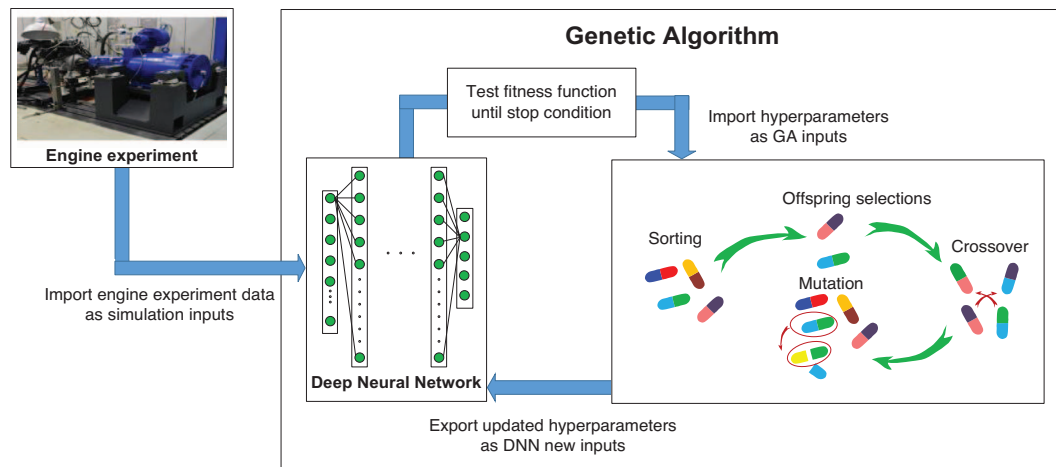 Genetic Algorithm
Engine experiment
Test fitness function
until stop condition
Import hyperparameters
as GA inputs
Import engine experiment data
as simulation inputs
Deep Neural Network
Offspring selections
Sorting
Crossover
Mutation
Export updated hyperparameters
as DNN new inputs